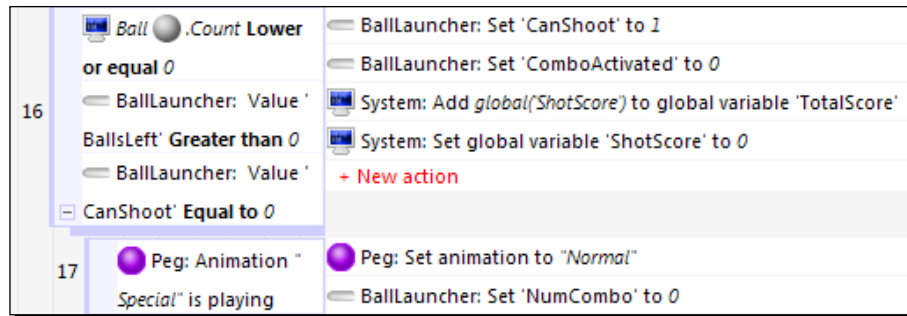 16
Ball .Count Lower
or equal 0
BallLauncher: Value '
BallsLeft' Greater than 0
BallLauncher: Value '
CanShoot' Equal to 0
BallLauncher: Set 'CanShoot' to 1
BallLauncher: Set 'ComboActivated' to 0
System: Add global('ShotScore') to global variable 'TotalScore'
System: Set global variable 'ShotScore' to 0
+ New action
17
Peg: Animation "
Special" is playing
Peg: Set animation to "Normal"
BallLauncher: Set 'NumCombo' to 0